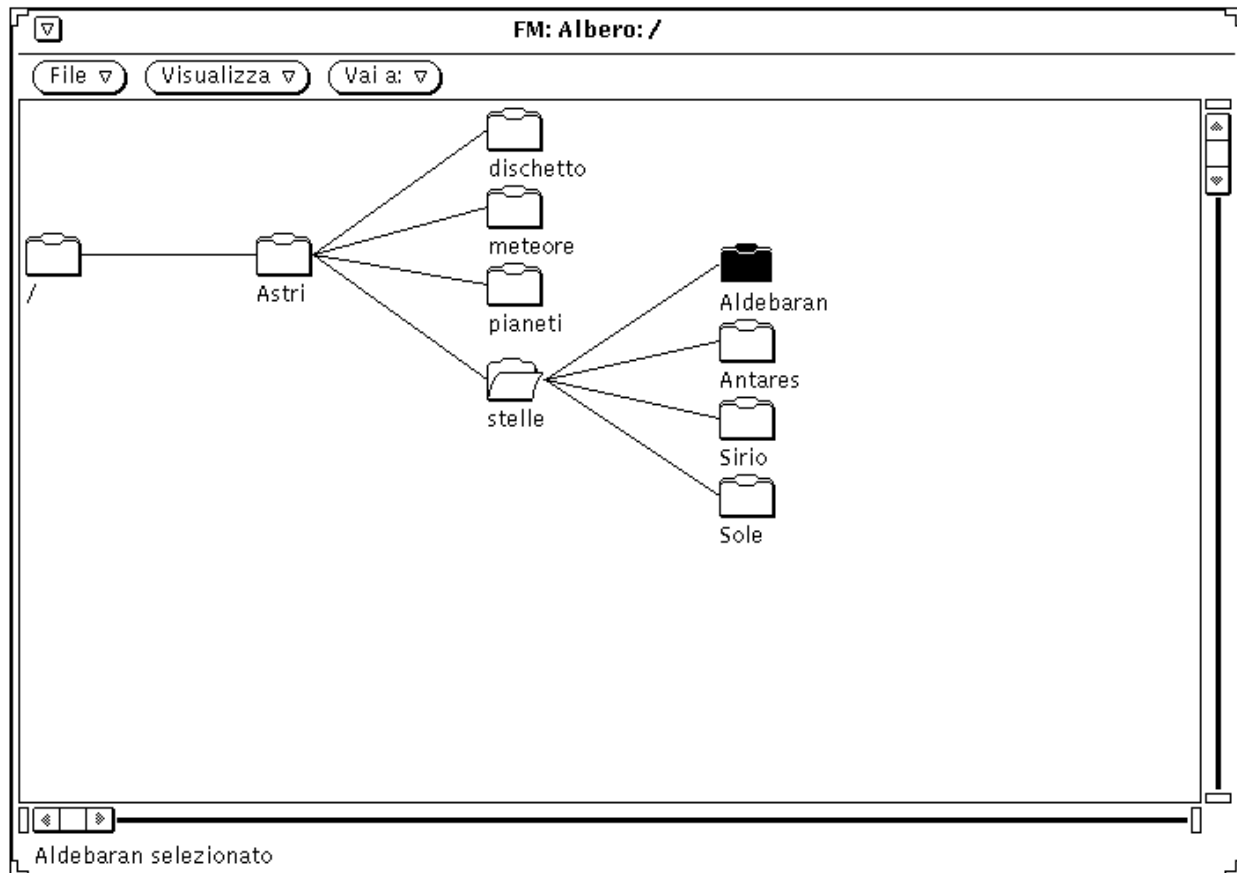 FM: Albero: /
File Visualizza Vai a:
dischetto
meteore
/
Astri
pianeti
stelle
Aldebaran
Antares
Sirio
Sole
Aldebaran selezionato